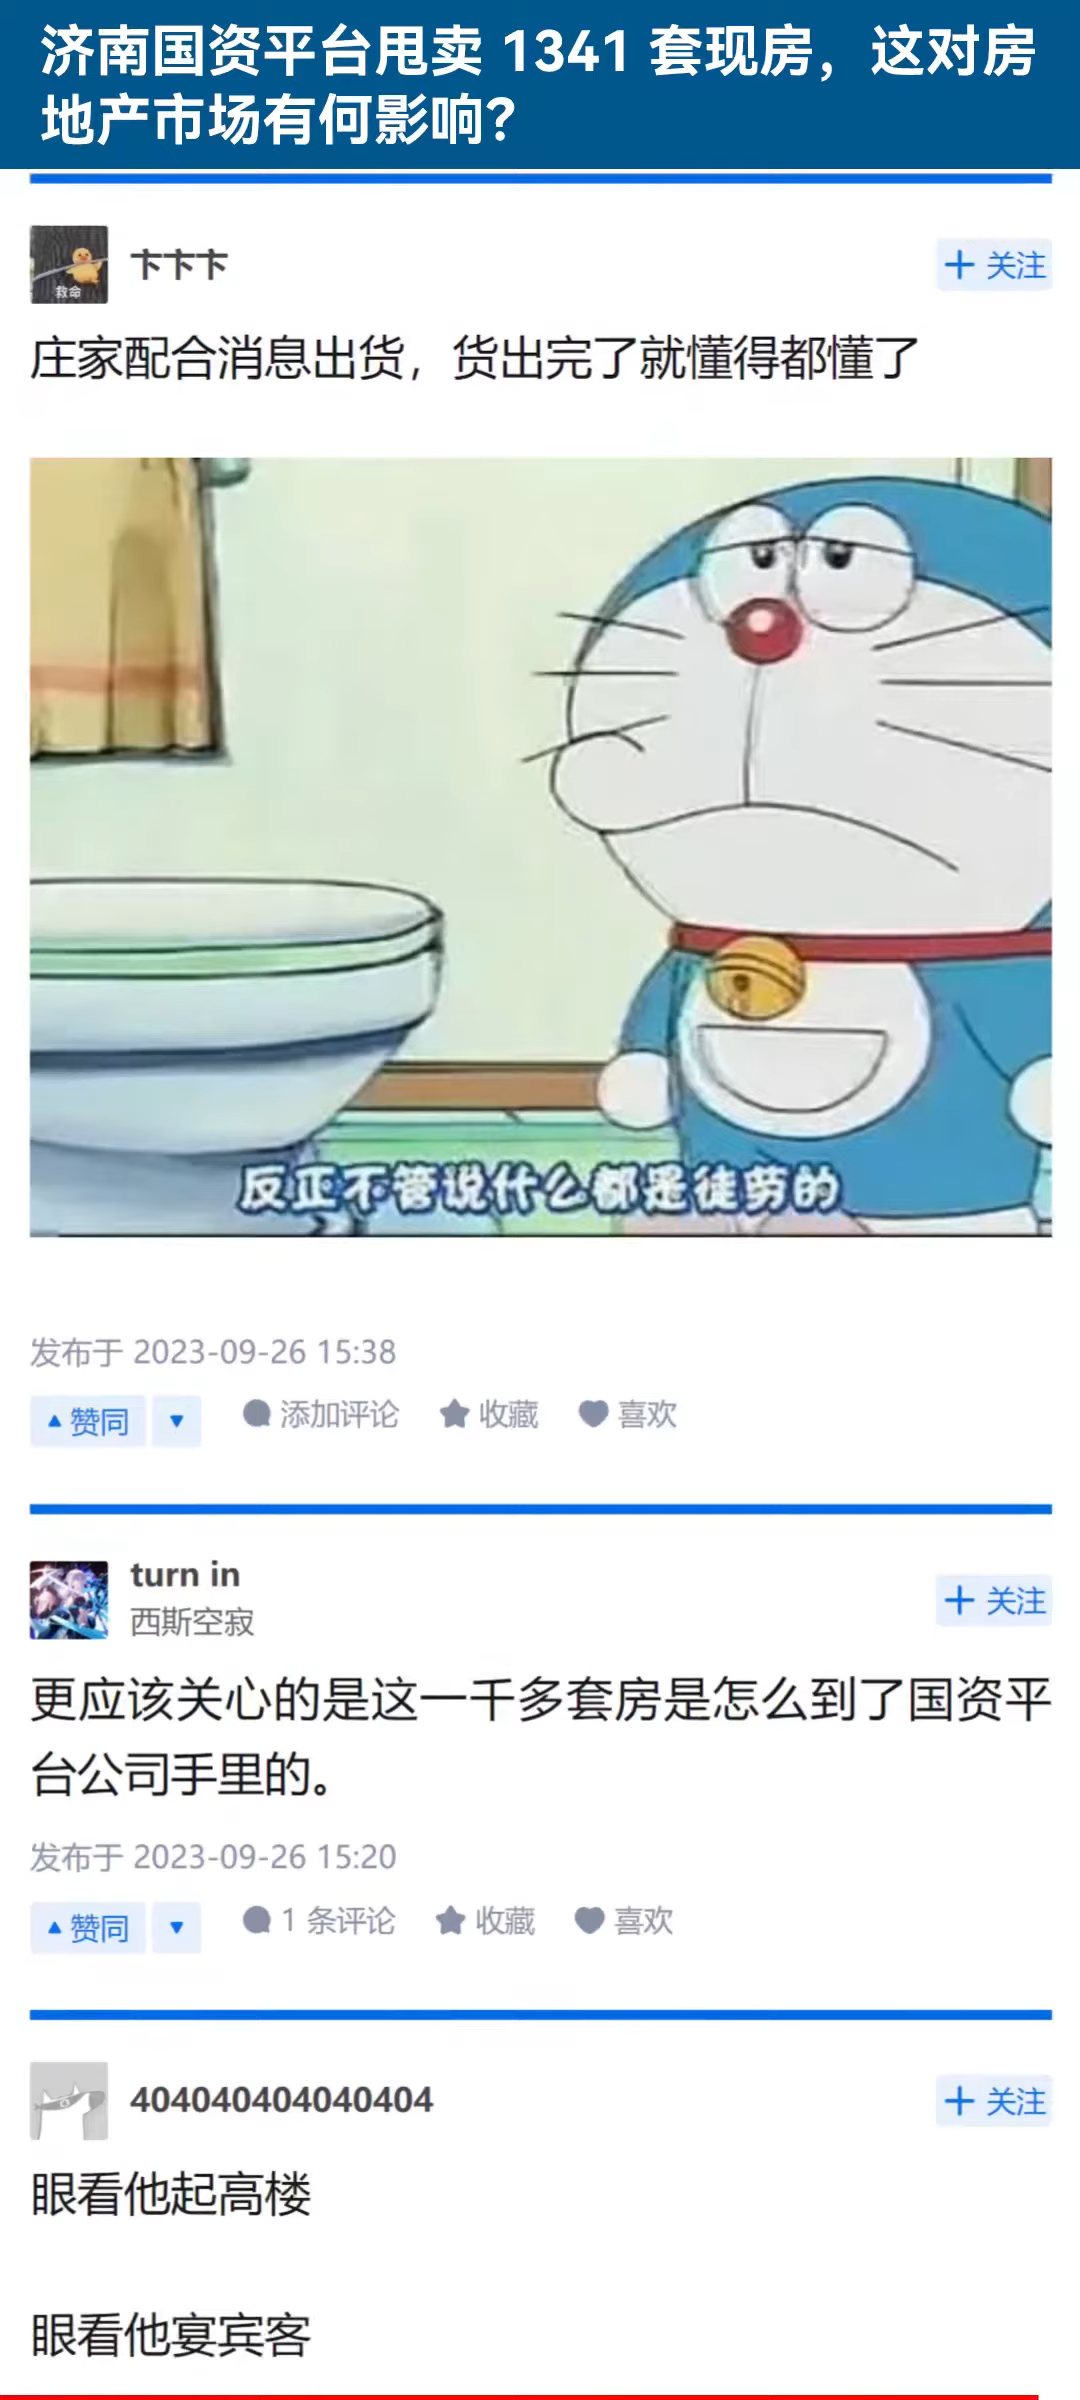 济南国资平台甩卖 1341 套现房，这对房
地产市场有何影响？
救命
卞卞卞
关注
庄家配合消息出货，货出完了就懂得都懂了
反正不管说什么都是徒劳的
发布于 2023-09-26 15:38
赞同 添加评论 收藏 喜欢
turn in
西斯空寂
关注
更应该关心的是这一千多套房是怎么到了国资平
台公司手里的。
发布于 2023-09-26 15:20
赞同 1 条评论 收藏 喜欢
404040404040404
关注
眼看他起高楼
眼看他宴宾客